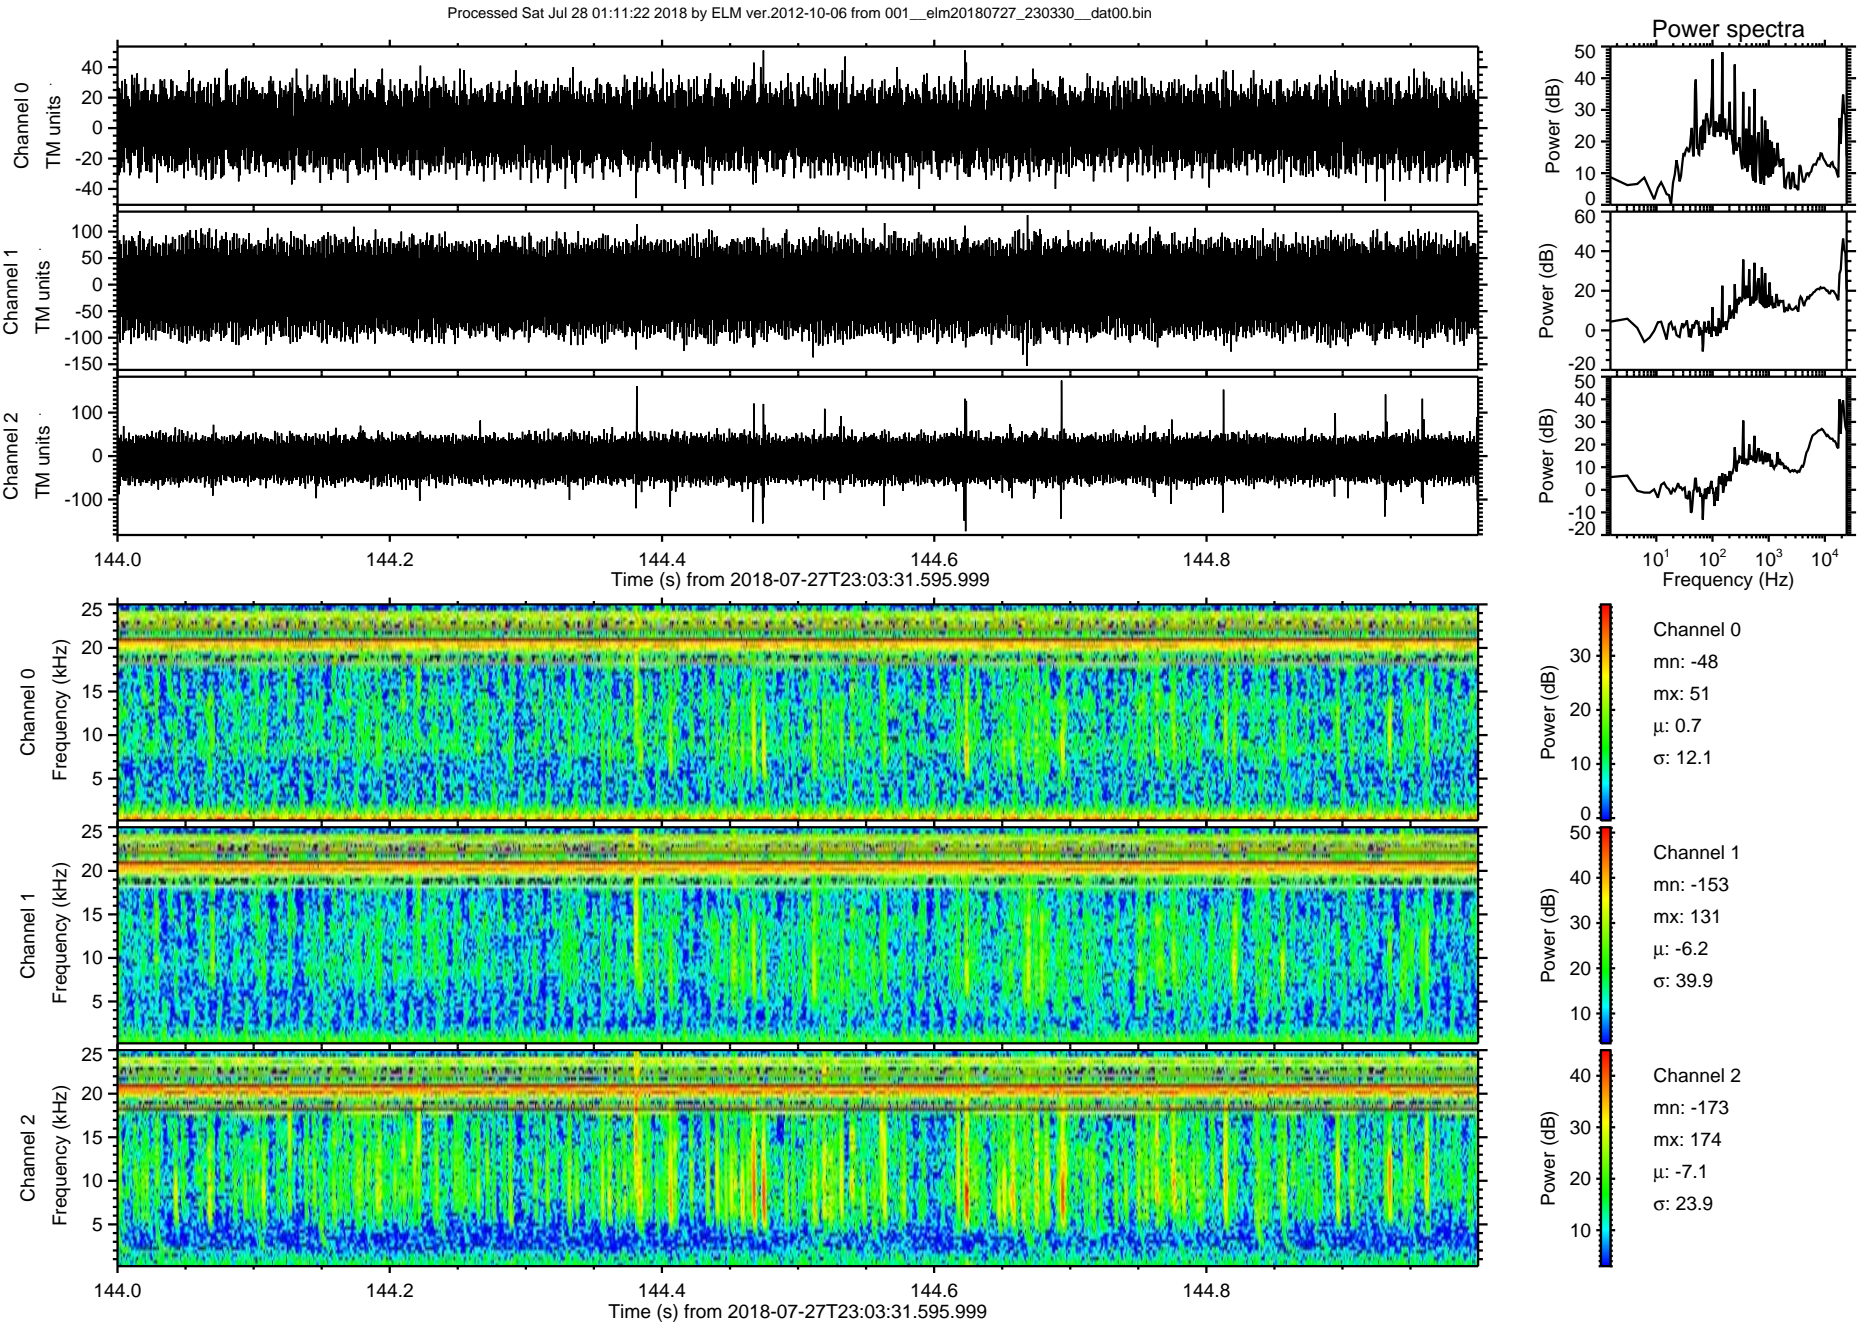 Processed Sat Jul 28 01:11:22 2018 by ELM ver.2012-10-06 from 001__elm20180727_230330__dat00.bin
Power spectra
Channel 0
TM units
40
20
0
-20
-40
Power (dB)
50
40
30
20
10
0
Channel 1
TM units
100
50
0
-50
-100
-150
Power (dB)
60
40
20
0
-20
Channel 2
TM units
100
0
-100
Power (dB)
50
40
30
20
10
0
-10
-20
144.0
144.2
144.4
144.6
144.8
Time (s) from 2018-07-27T23:03:31.595.999
10^1
10^2
10^3
10^4
Frequency (Hz)
Channel 0
Frequency (kHz)
25
20
15
10
5
Power (dB)
30
20
10
0
Channel 0
mn: -48
mx: 51
μ: 0.7
σ: 12.1
Channel 1
Frequency (kHz)
25
20
15
10
5
Power (dB)
50
40
30
20
10
Channel 1
mn: -153
mx: 131
μ: -6.2
σ: 39.9
Channel 2
Frequency (kHz)
25
20
15
10
5
Power (dB)
40
30
20
10
Channel 2
mn: -173
mx: 174
μ: -7.1
σ: 23.9
144.0
144.2
144.4
144.6
144.8
Time (s) from 2018-07-27T23:03:31.595.999